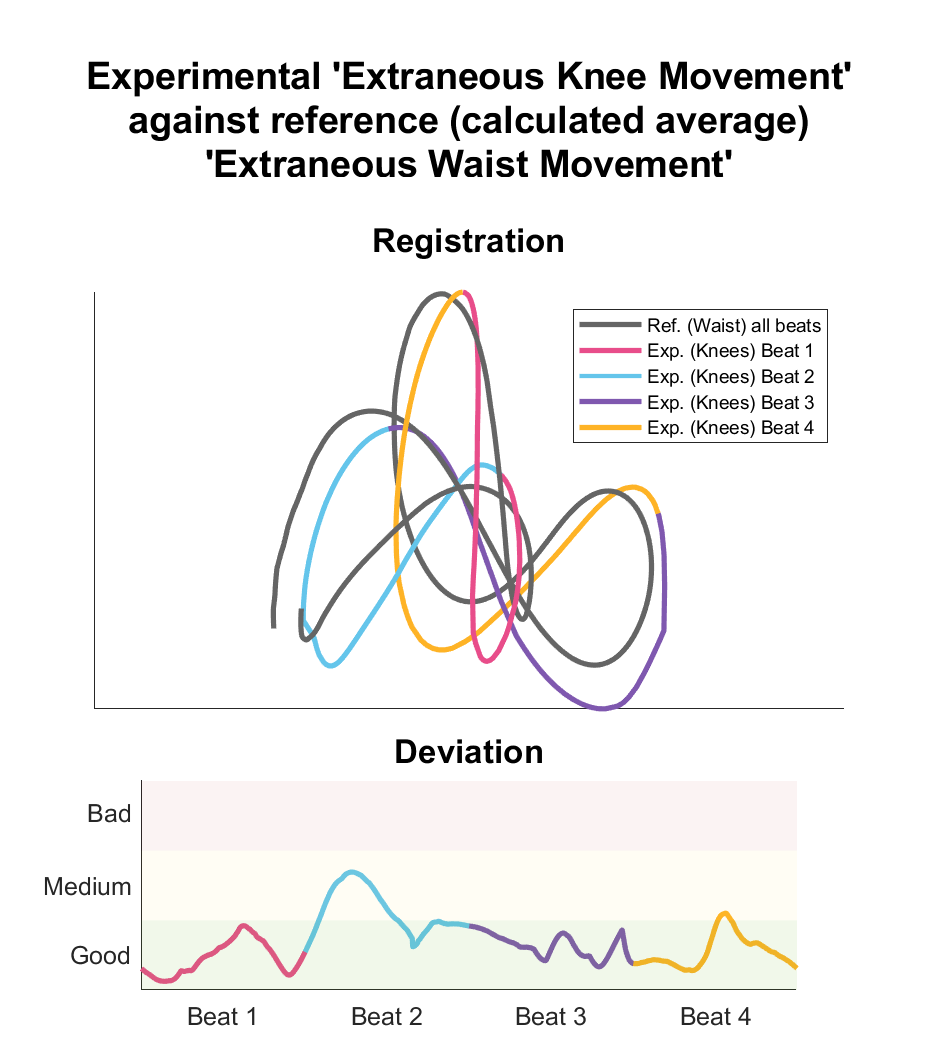 Experimental 'Extraneous Knee Movement'
against reference (calculated average)
'Extraneous Waist Movement'
Registration
Ref. (Waist) all beats
Exp. (Knees) Beat 1
Exp. (Knees) Beat 2
Exp. (Knees) Beat 3
Exp. (Knees) Beat 4
Deviation
Bad
Medium
Good
Beat 1 Beat 2 Beat 3 Beat 4